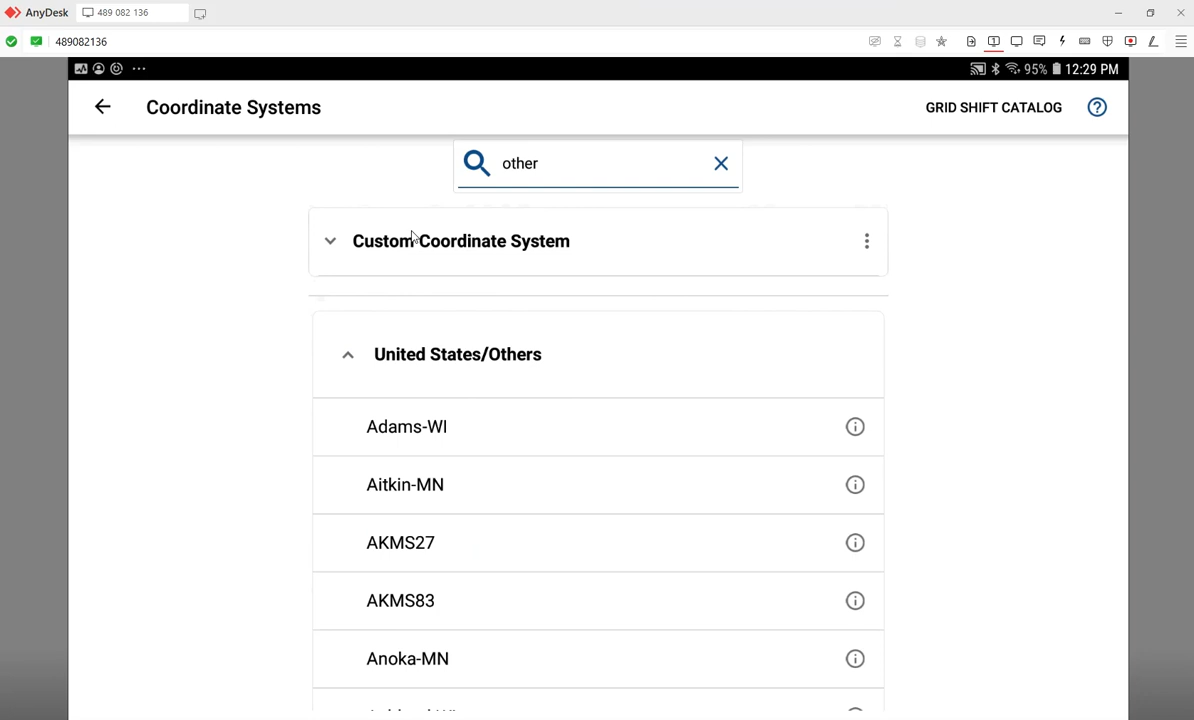 AnyDesk
489 082 136
489082136
95% 12:29 PM
Coordinate Systems
GRID SHIFT CATALOG
other
Custom Coordinate System
United States/Others
Adams-WI
Aitkin-MN
AKMS27
AKMS83
Anoka-MN